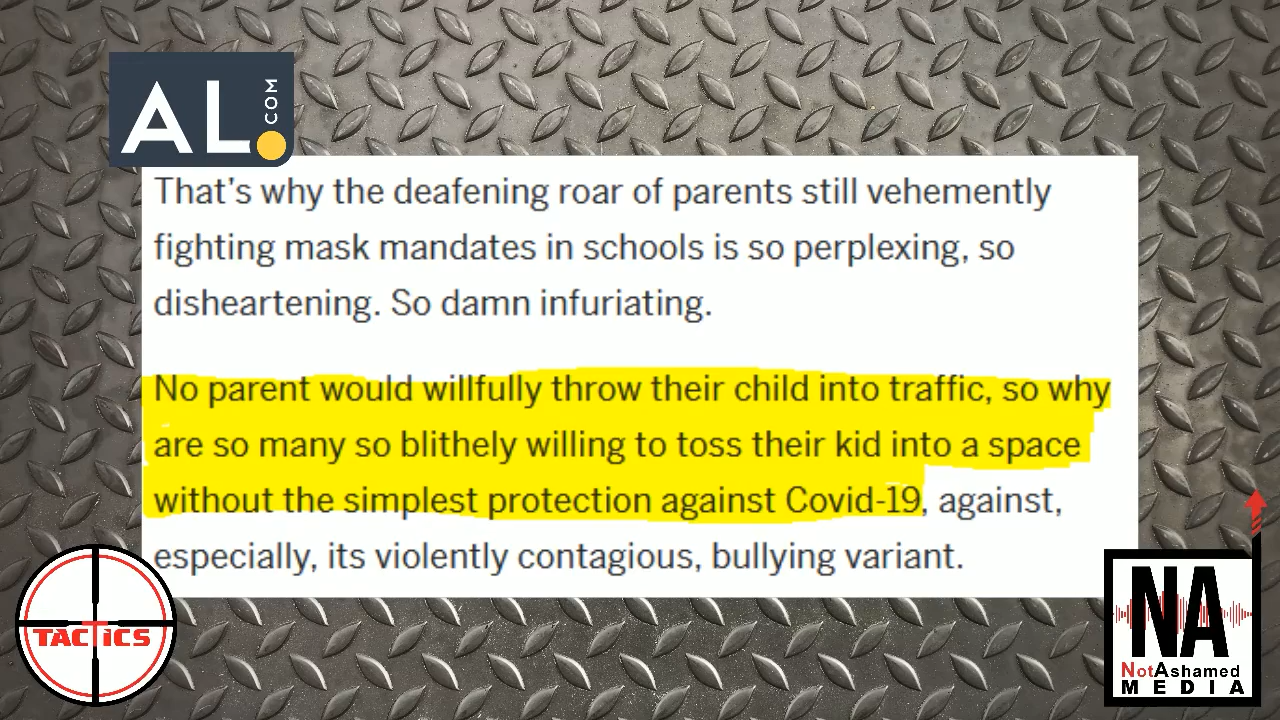 AL.COM
That's why the deafening roar of parents still vehemently
fighting mask mandates in schools is so perplexing, so
disheartening. So damn infuriating.
No parent would willfully throw their child into traffic, so why
are so many so blithely willing to toss their kid into a space
without the simplest protection against Covid-19, against,
especially, its violently contagious, bullying variant.
TACTICS
NA
NotAshamed
MEDIA